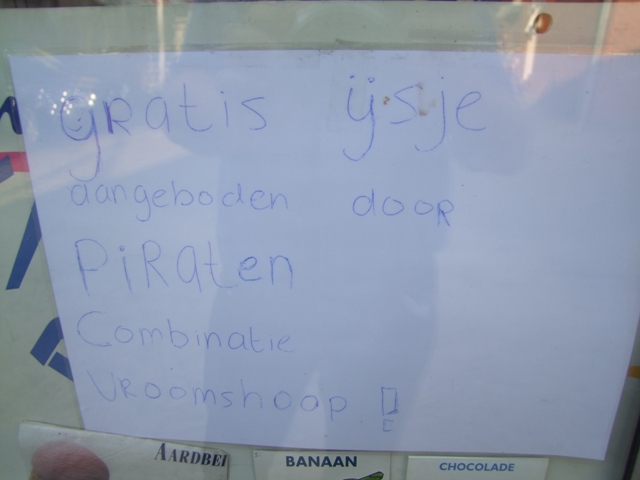 gratis ijsje
aangeboden door
Piraten
Combinatie
Vroomshoop !
AARDBEI
BANAAN
CHOCOLADE